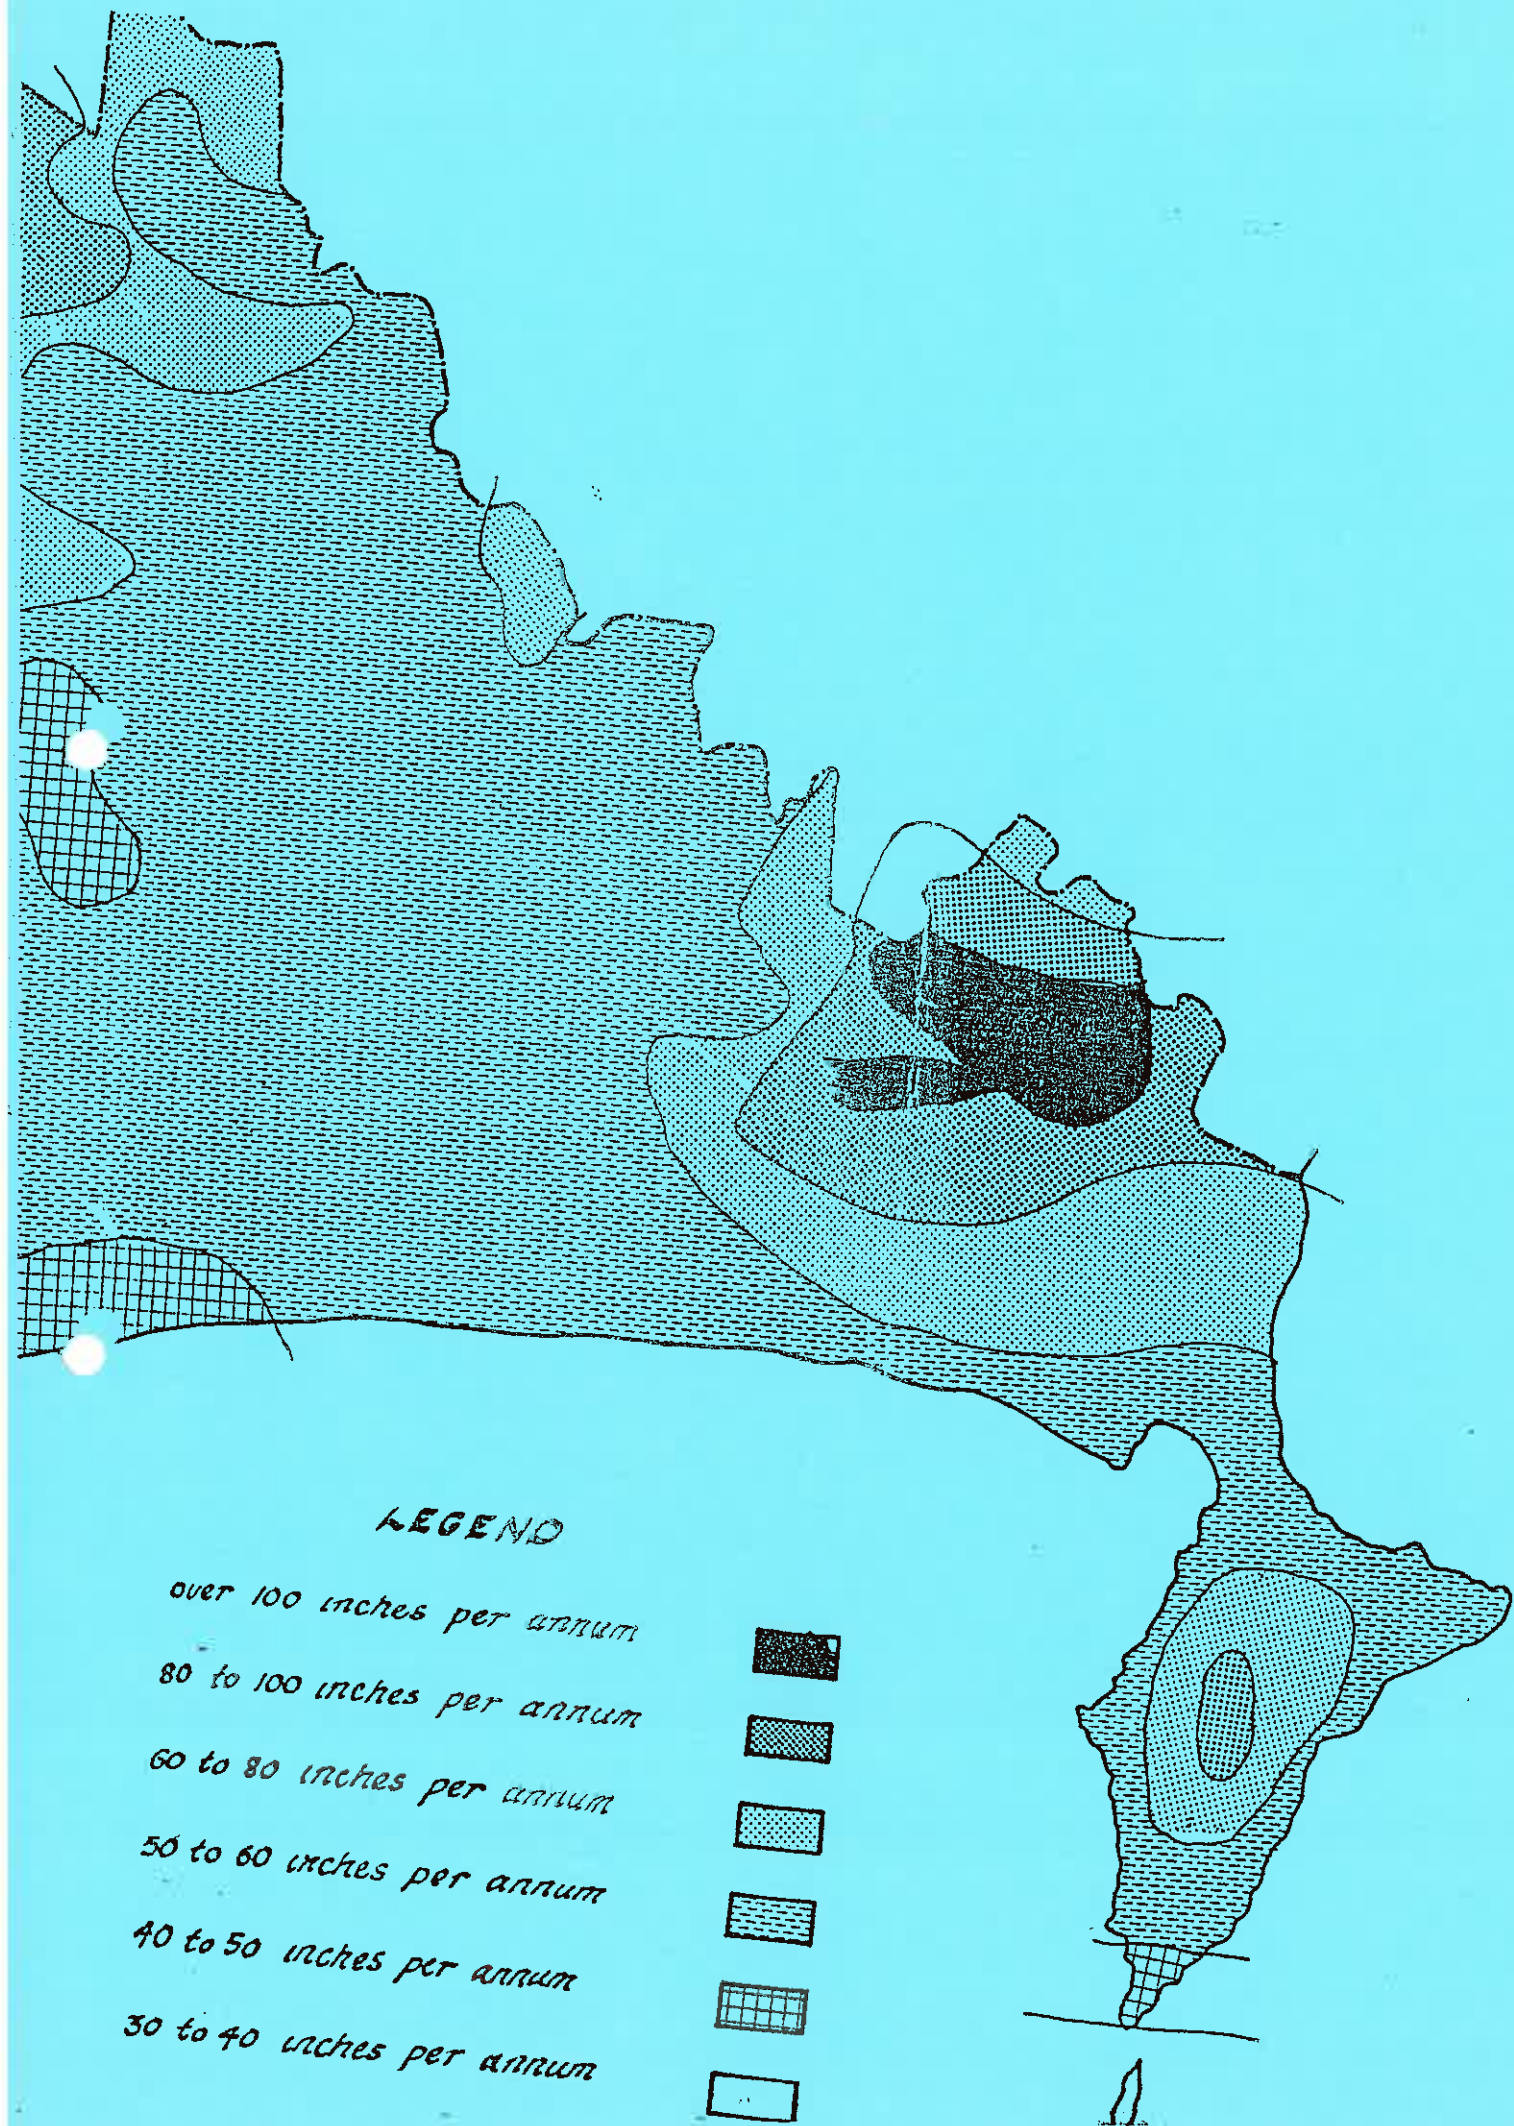 LEGEND
over 100 inches per annum
80 to 100 inches per annum
60 to 80 inches per annum
50 to 60 inches per annum
40 to 50 inches per annum
30 to 40 inches per annum